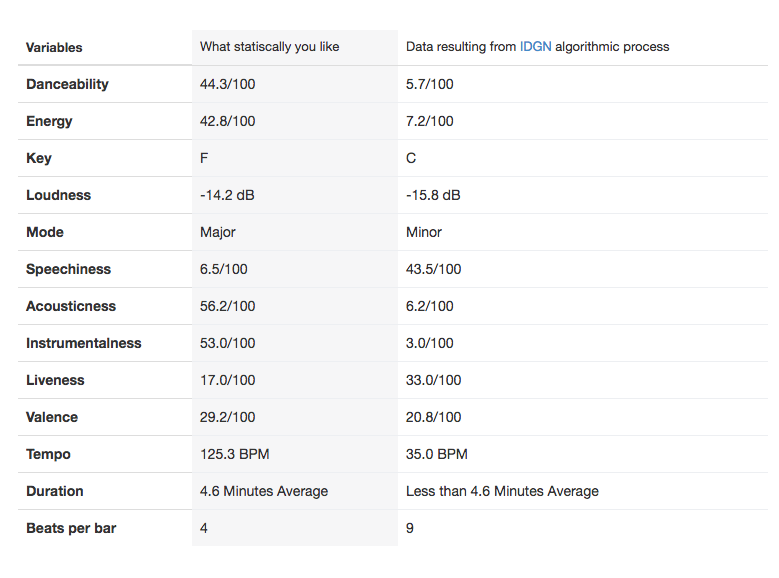 Variables What statiscally you like Data resulting from IDGN algorithmic process
Danceability 44.3/100 5.7/100
Energy 42.8/100 7.2/100
Key F C
Loudness -14.2 dB -15.8 dB
Mode Major Minor
Speechiness 6.5/100 43.5/100
Acousticness 56.2/100 6.2/100
Instrumentalness 53.0/100 3.0/100
Liveness 17.0/100 33.0/100
Valence 29.2/100 20.8/100
Tempo 125.3 BPM 35.0 BPM
Duration 4.6 Minutes Average Less than 4.6 Minutes Average
Beats per bar 4 9